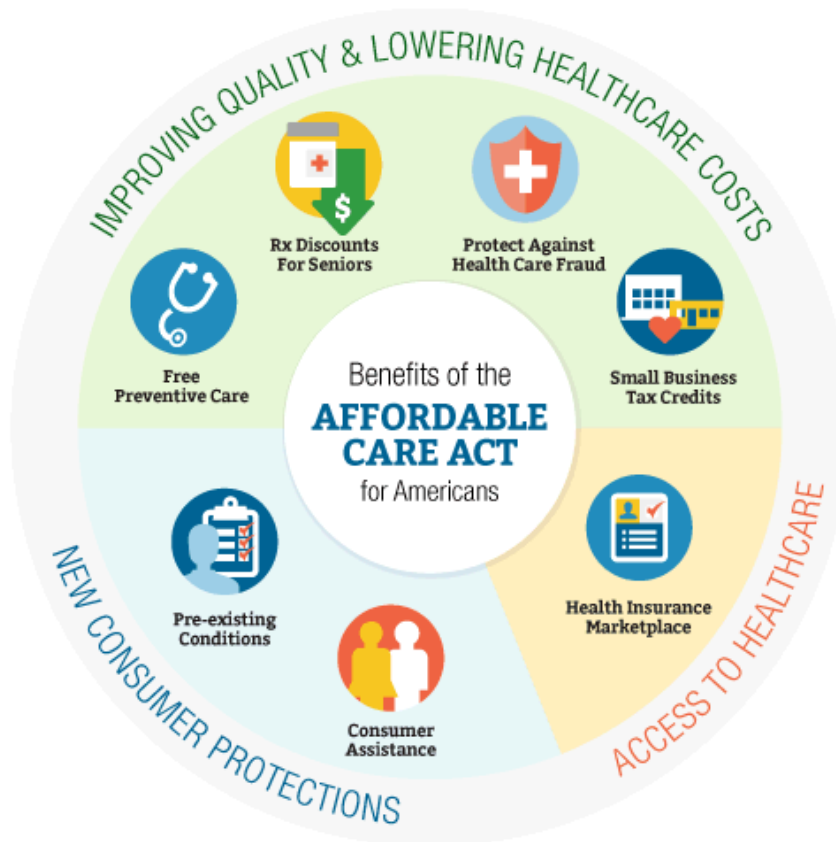 IMPROVING QUALITY & LOWERING HEALTHCARE COSTS
Rx Discounts
For Seniors
Protect Against
Health Care Fraud
Free
Preventive Care
Small Business
Tax Credits
Benefits of the
AFFORDABLE
CARE ACT
for Americans
$
Pre-existing
Conditions
Consumer
Assistance
NEW CONSUMER PROTECTIONS
Health Insurance
Marketplace
ACCESS TO HEALTHCARE